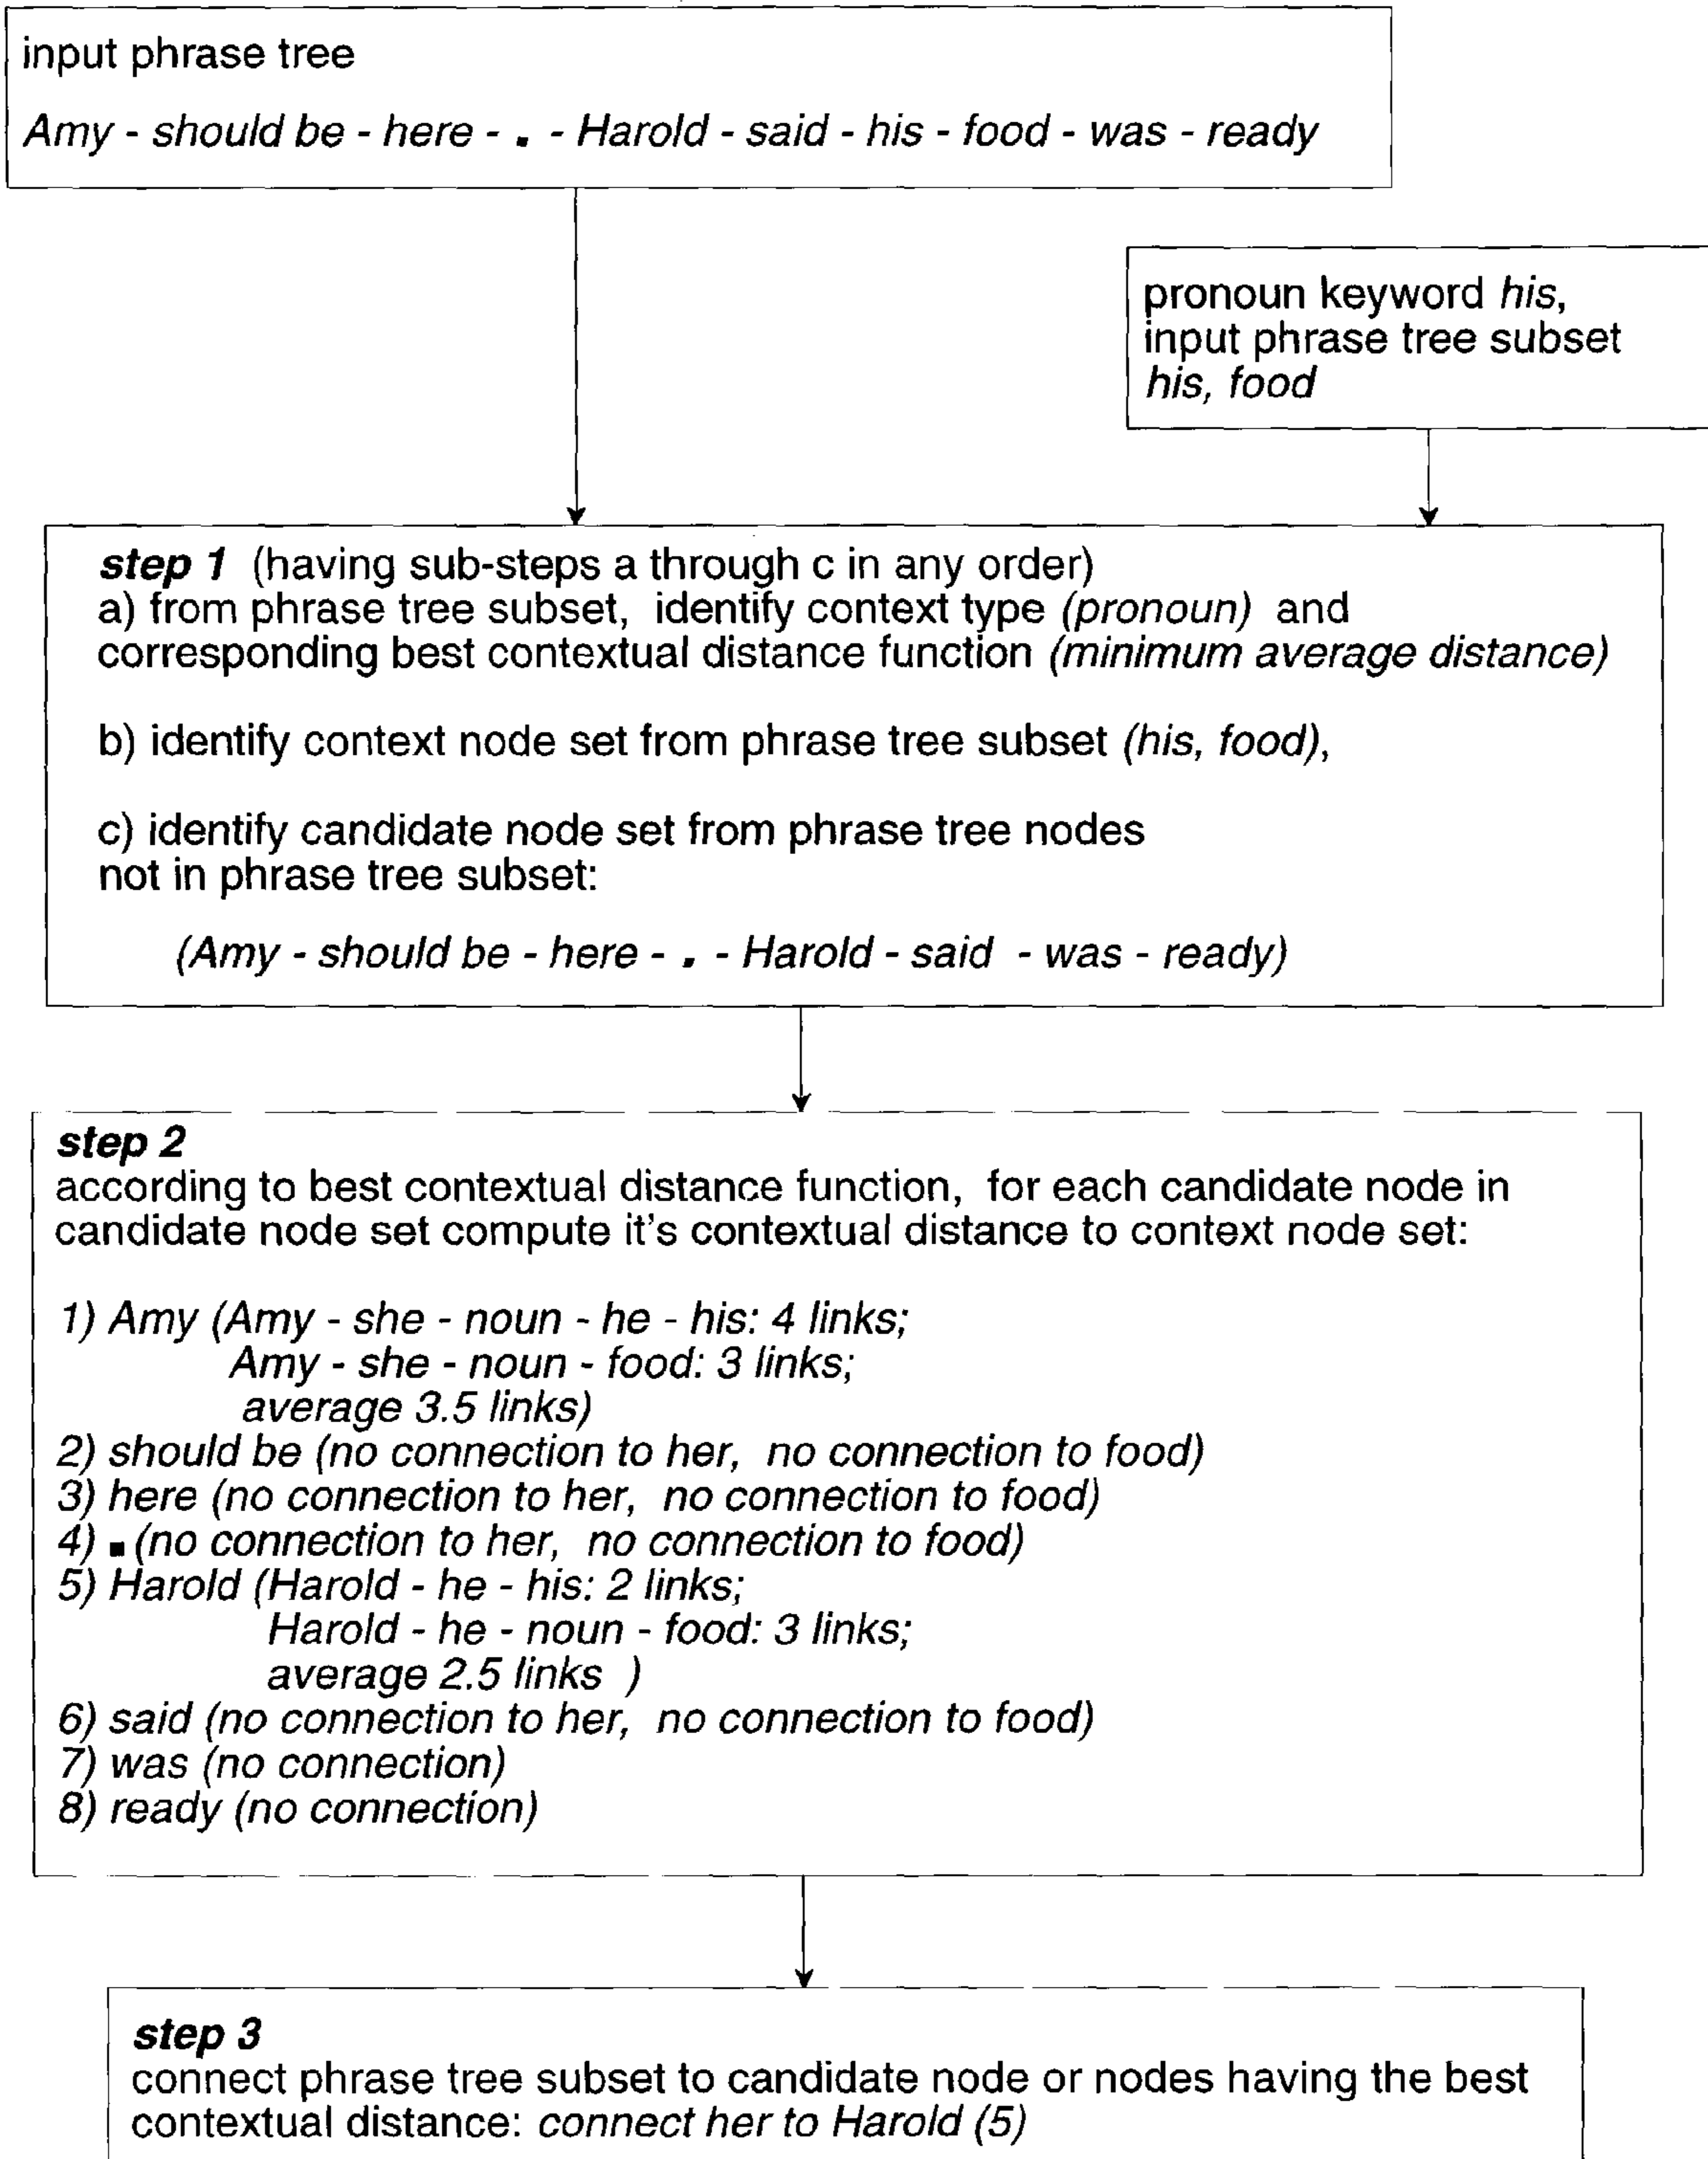 input phrase tree
Amy - should be - here - . - Harold - said - his - food - was - ready
pronoun keyword his,
input phrase tree subset
his, food
step 1 (having sub-steps a through c in any order)
a) from phrase tree subset, identify context type (pronoun) and
corresponding best contextual distance function (minimum average distance)
b) identify context node set from phrase tree subset (his, food),
c) identify candidate node set from phrase tree nodes
not in phrase tree subset:
(Amy - should be - here - . - Harold - said - was - ready)
step 2
according to best contextual distance function, for each candidate node in
candidate node set compute it's contextual distance to context node set:
1) Amy (Amy - she - noun - he - his: 4 links;
Amy - she - noun - food: 3 links;
average 3.5 links)
2) should be (no connection to her, no connection to food)
3) here (no connection to her, no connection to food)
4) . (no connection to her, no connection to food)
5) Harold (Harold - he - his: 2 links;
Harold - he - noun - food: 3 links;
average 2.5 links )
6) said (no connection to her, no connection to food)
7) was (no connection)
8) ready (no connection)
step 3
connect phrase tree subset to candidate node or nodes having the best
contextual distance: connect her to Harold (5)